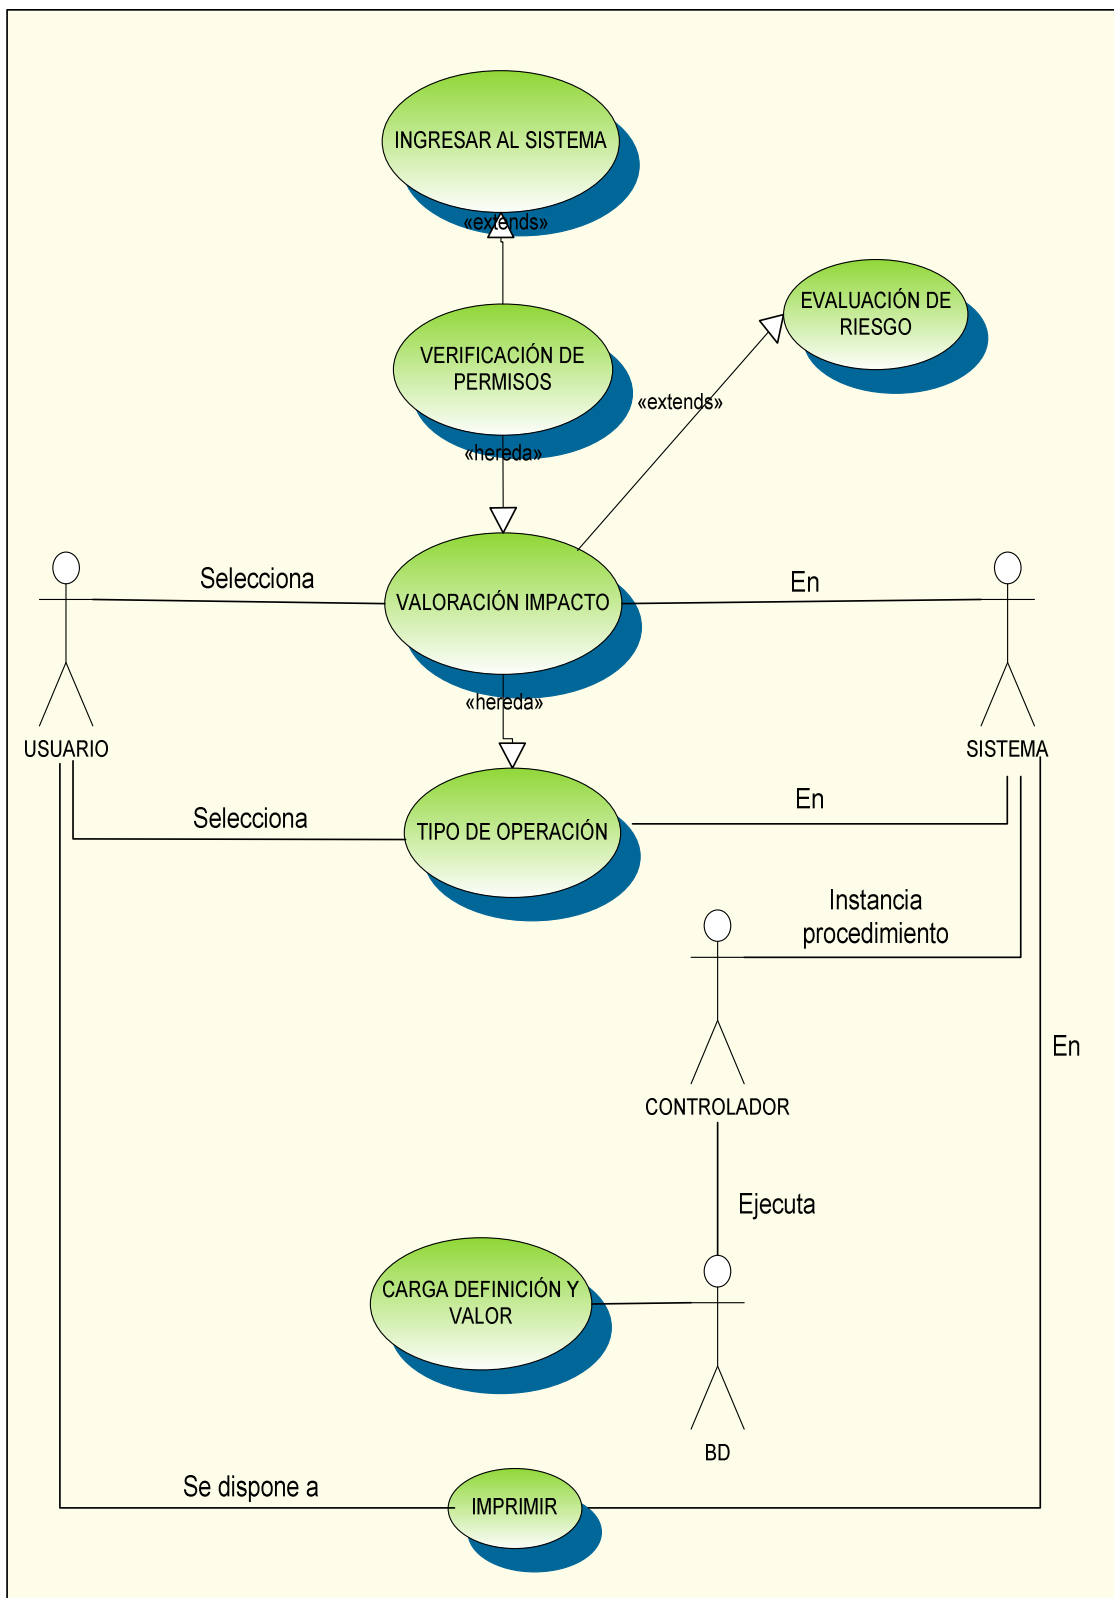 INGRESAR AL SISTEMA
«extends»
EVALUACIÓN DE
RIESGO
VERIFICACIÓN DE
PERMISOS
«extends»
«hereda»
Selecciona
VALORACIÓN IMPACTO
En
«hereda»
USUARIO
SISTEMA
Selecciona
TIPO DE OPERACIÓN
En
Instancia
procedimiento
En
CONTROLADOR
Ejecuta
CARGA DEFINICIÓN Y
VALOR
BD
Se dispone a
IMPRIMIR